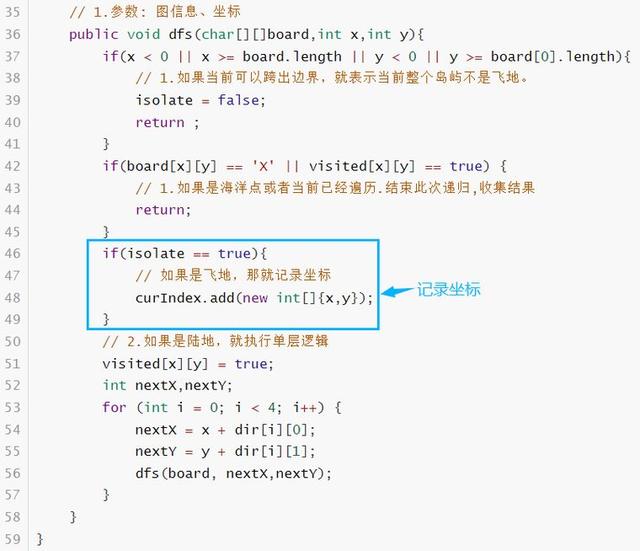 35 // 1.参数: 图信息、坐标
36 public void dfs(char[][]board,int x,int y){
37 if(x < 0 || x >= board.length || y < 0 || y >= board[0].length){
38 // 1.如果当前可以跨出边界，就表示当前整个岛屿不是飞地。
39 isolate = false;
40 return ;
41 }
42 if(board[x][y] == 'X' || visited[x][y] == true) {
43 // 1.如果是海洋点或者当前已经遍历.结束此次递归,收集结果
44 return;
45 }
46 if(isolate == true){
47 // 如果是飞地，那就记录坐标
48 curIndex.add(new int[]{x,y}); 记录坐标
49 }
50 // 2.如果是陆地，就执行单层逻辑
51 visited[x][y] = true;
52 int nextX,nextY;
53 for (int i = 0; i < 4; i++) {
54 nextX = x + dir[i][0];
55 nextY = y + dir[i][1];
56 dfs(board, nextX,nextY);
57 }
58 }
59 }